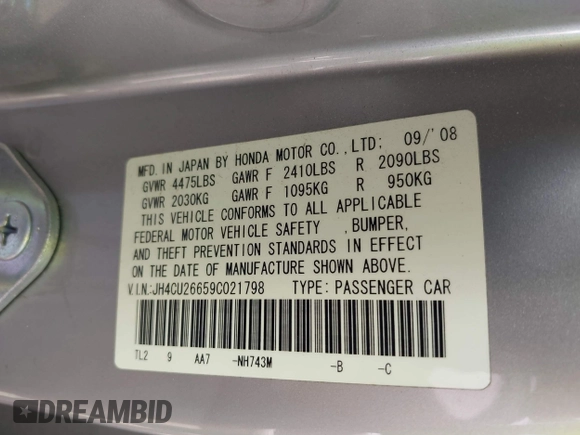 MFD. IN JAPAN BY HONDA MOTOR CO.,LTD; 09/'08
GVWR 4475LBS GAWR F 2410LBS R 2090LBS
GVWR 2030KG GAWR F 1095KG R 950KG
THIS VEHICLE CONFORMS TO ALL APPLICABLE
FEDERAL MOTOR VEHICLE SAFETY ,BUMPER,
AND THEFT PREVENTION STANDARDS IN EFFECT
ON THE DATE OF MANUFACTURE SHOWN ABOVE.
V.I.N.:JH4CU26659C021798 TYPE: PASSENGER CAR
TL2 9 AA7 -NH743M -B -C
DREAMBID